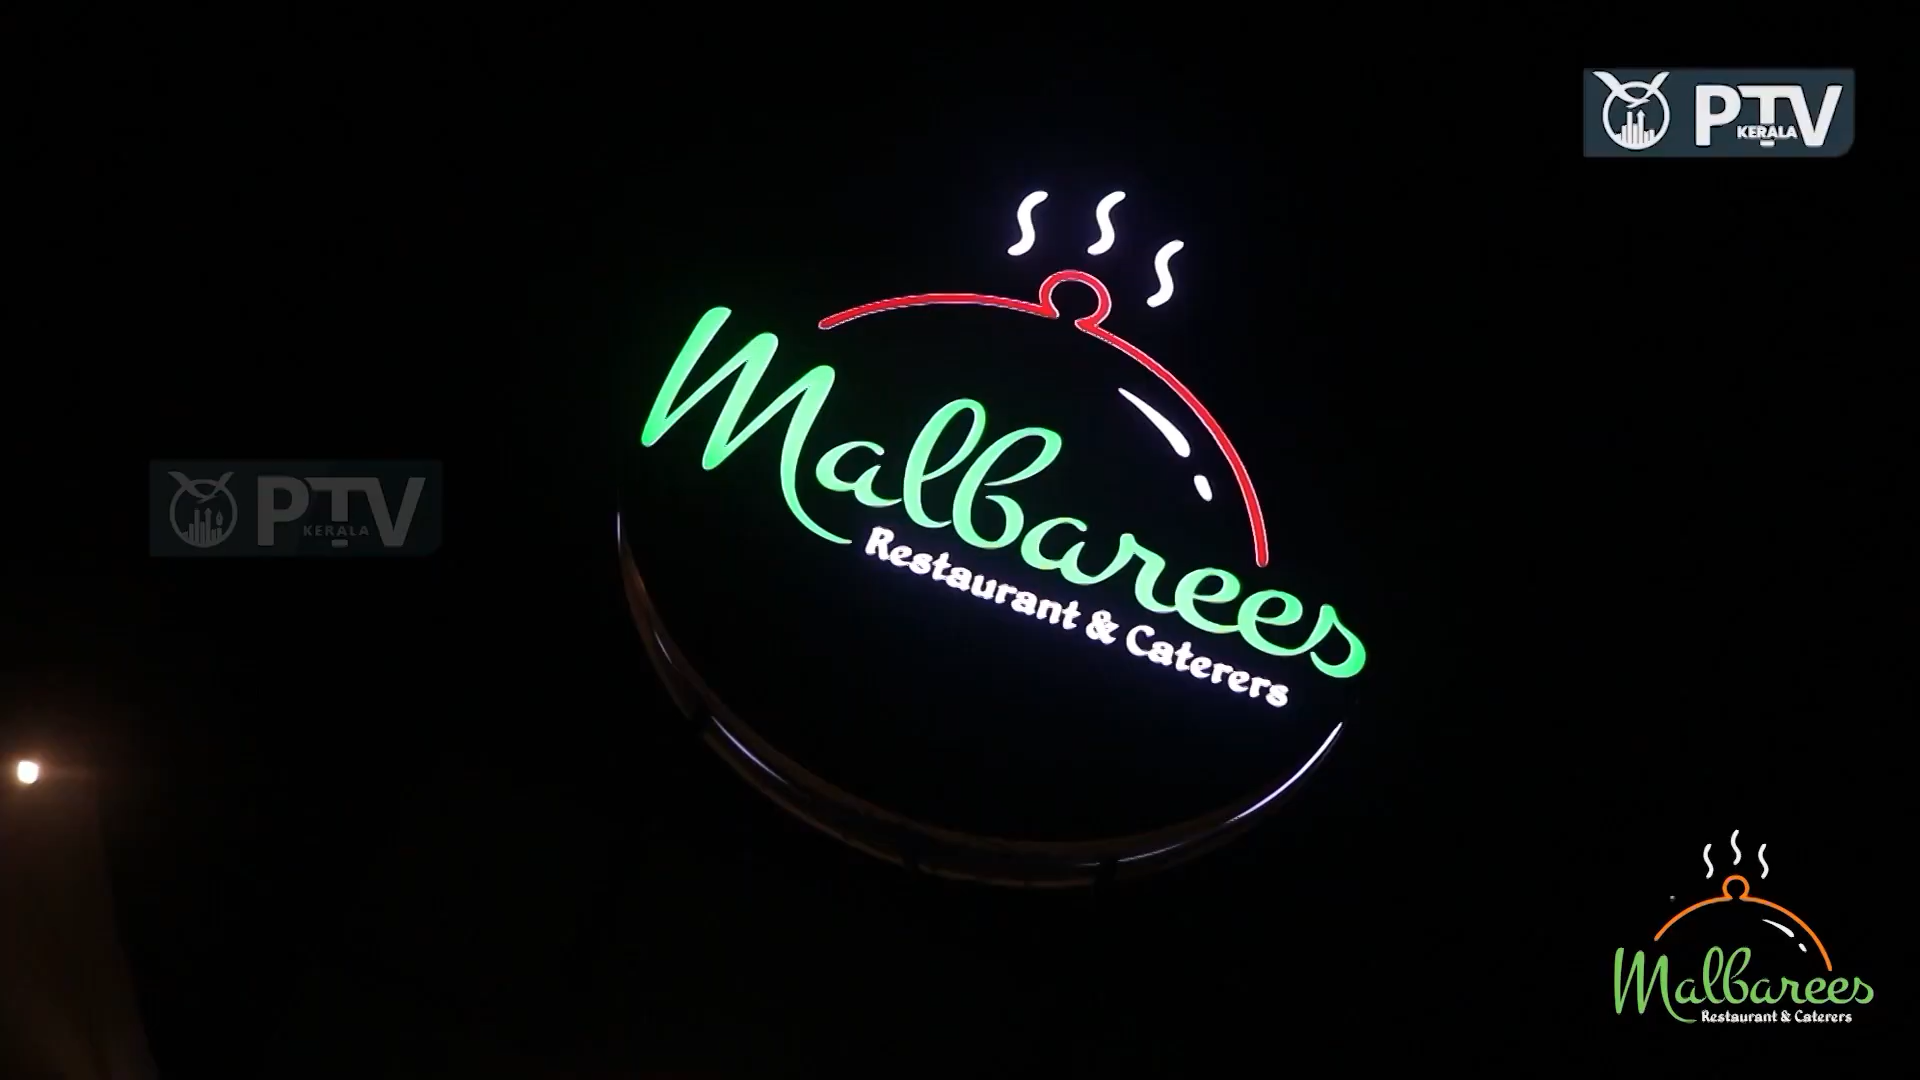 PTV
KERALA
Malbarees
Restaurant & Caterers
PTV
KERALA
Malbarees
Restaurant & Caterers